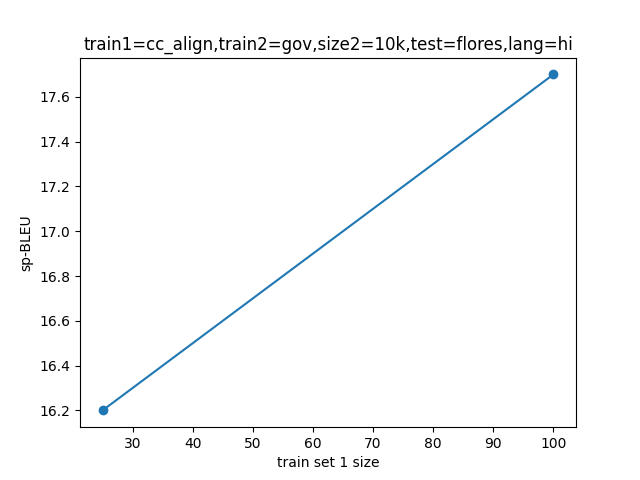 train1=cc_align,train2=gov,size2=10k,test=flores,lang=hi
17.6
17.4
17.2
17.0
16.8
16.6
16.4
16.2
sp-BLEU
30 40 50 60 70 80 90 100
train set 1 size